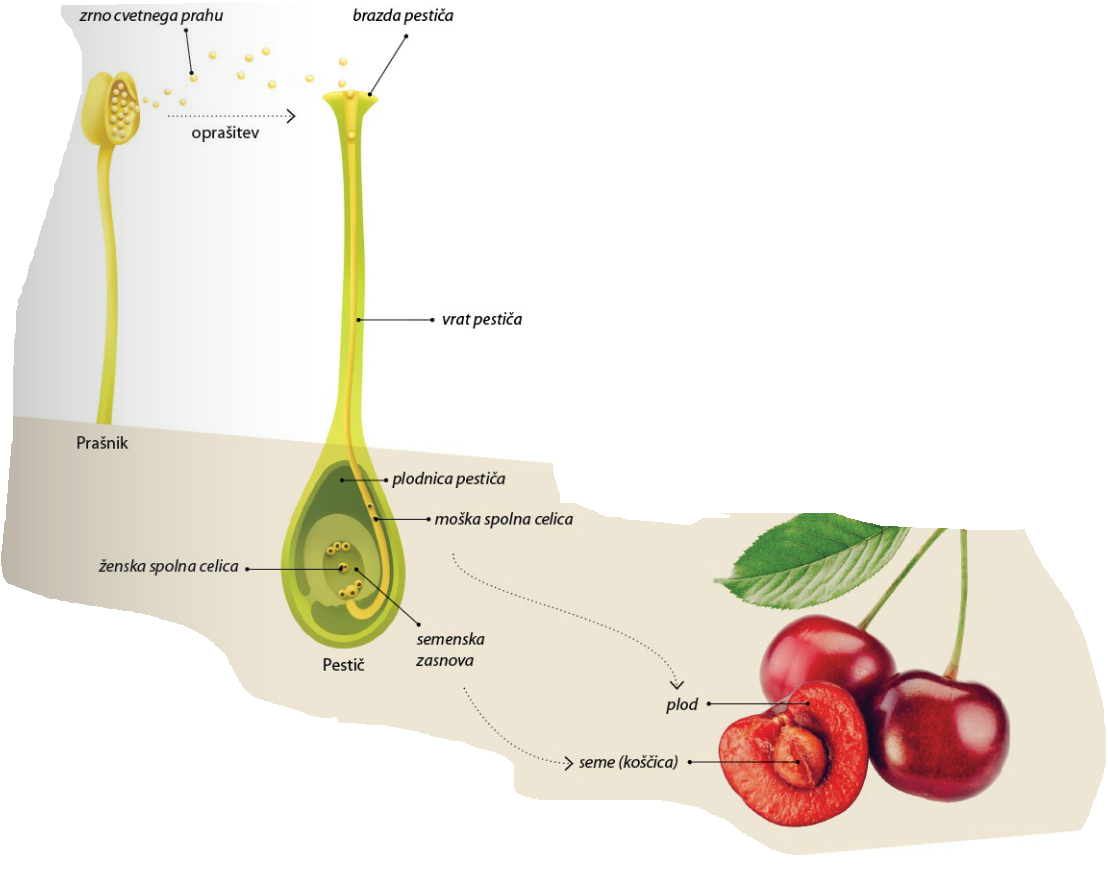 zrno cvetnega prahu
brazda pestiča
oprašitev
vrat pestiča
Prašnik
plodnica pestiča
moška spolna celica
ženska spolna celica
semenska
zasnova
Pestič
plod
seme (koščica)